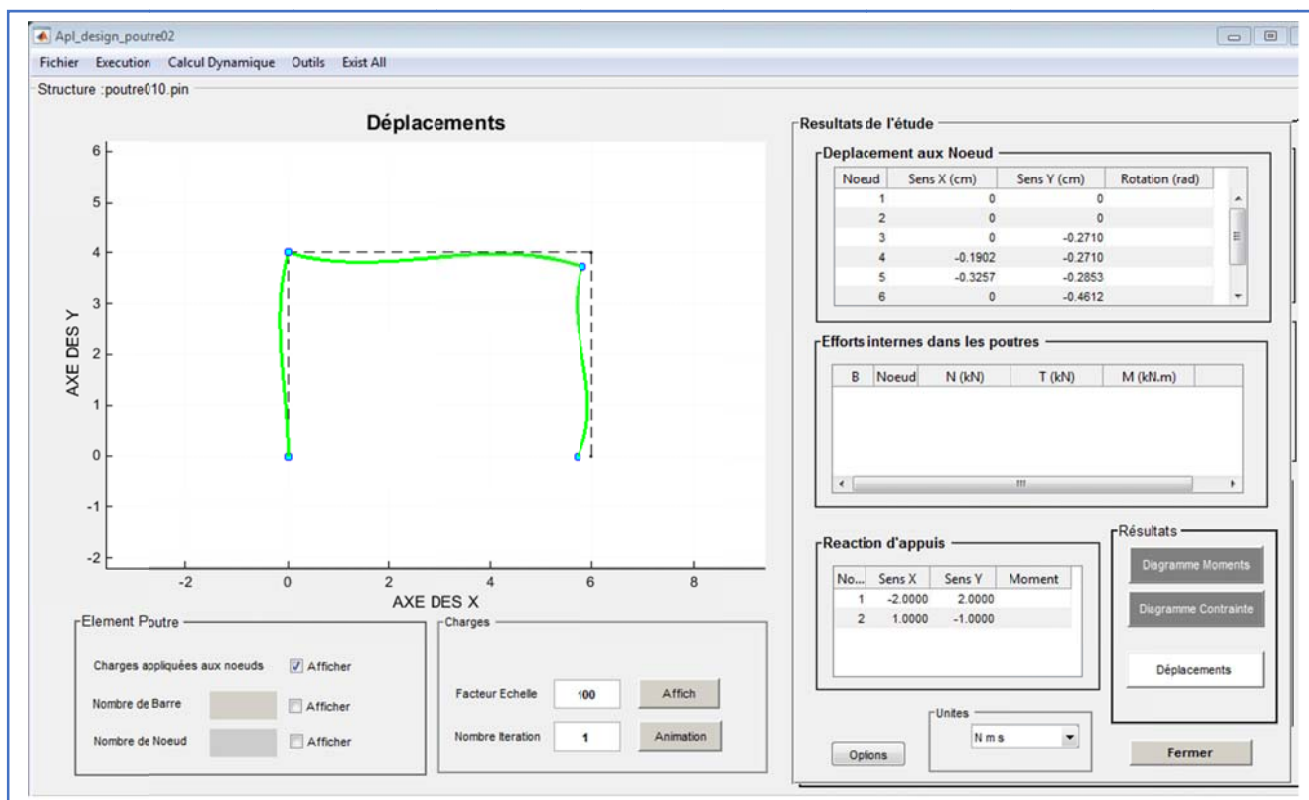 Apl_design_poutre02
Fichier Execution Calcul Dynamique Outils Exist All
Structure :poutre010.pin
Déplacements
6
5
4
3
2
1
0
-1
-2
-2 0 2 4 6 8
AXE DES Y
AXE DES X
Element Poutre
Charges appliquées aux noeuds Afficher
Nombre de Barre Afficher
Nombre de Noeud Afficher
Charges
Facteur Echelle 100 Affich
Nombre Iteration 1 Animation
Resultats de l'étude
Deplacement aux Noeud
Noeud Sens X (cm) Sens Y (cm) Rotation (rad)
1 0 0
2 0 0
3 0 -0.2710
4 -0.1902 -0.2710
5 -0.3257 -0.2853
6 0 -0.4612
Efforts internes dans les poutres
B Noeud N (kN) T (kN) M (kN.m)
Reaction d'appuis
No... Sens X Sens Y Moment
1 -2.0000 2.0000
2 1.0000 -1.0000
Résultats
Diagramme Moments
Diagramme Contrainte
Déplacements
Unites
N m s
Opions
Fermer